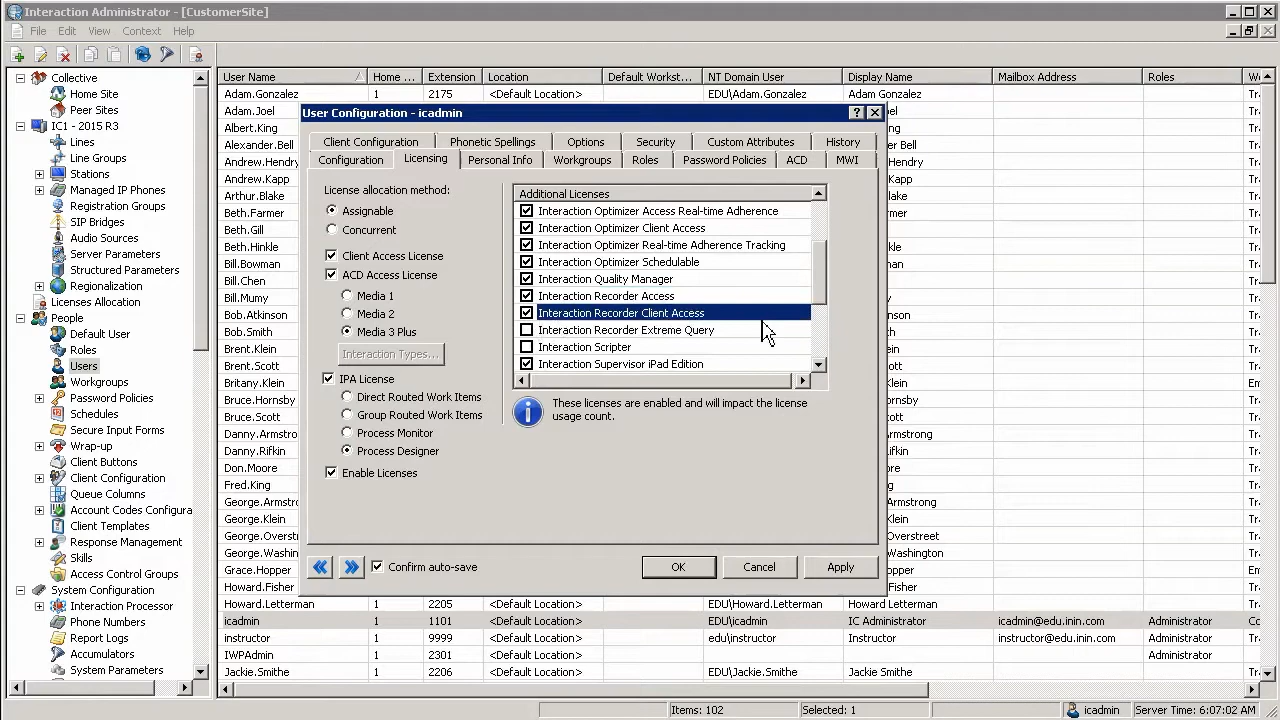 Interaction Administrator - [CustomerSite]
File Edit View Context Help
User Name Home ... Extension Location Default Workst... NT Domain User Display Name Mailbox Address Roles
Collective
Home Site
Peer Sites
IC1 - 2015 R3
Lines
Line Groups
Stations
Managed IP Phones
Registration Groups
SIP Bridges
Audio Sources
Server Parameters
Structured Parameters
Regionalization
Licenses Allocation
People
Default User
Roles
Users
Workgroups
Password Policies
Schedules
Secure Input Forms
Wrap-up
Client Buttons
Client Configuration
Queue Columns
Account Codes Configura
Client Templates
Response Management
Skills
Access Control Groups
System Configuration
Interaction Processor
Phone Numbers
Report Logs
Accumulators
System Parameters
Adam.Gonzalez 1 2175 <Default Location> EDU\Adam.Gonzalez Adam Gonzalez
Adam.Joel
Albert.King
Alexander.Bell
Andrew.Hendry
Andrew.Kapp
Arthur.Blake
Beth.Farmer
Beth.Gerber
Beth.Hinkle
Bill.Bowman
Bill.Chen
Bill.Mumy
Brent.Barrett
Brent.Klein
Brent.Scott
Britany.Klein
Bruce.Horner
Bruce.Howard
Danny.Armstrong
Danny.Rifkin
Don.Moore
Fred.King
George.Armstrong
George.Klein
George.Overstreet
George.Washington
Grace.Hopper
Howard.Fisher
Howard.Letterman 1 2205 <Default Location> EDU\Howard.Letterman Howard Letterman
icadmin 1 1101 <Default Location> EDU\icadmin IC Administrator icadmin@edu.inin.com Administrator
instructor 1 9999 <Default Location> edu\instructor Instructor instructor@edu.inin.com Administrator
IWPAdmin 1 2301 <Default Location> Administrator
Jackie.Smithe 1 2206 <Default Location> EDU\Jackie.Smithe Jackie Smithe
User Configuration - icadmin
Client Configuration Phonetic Spellings Options Security Custom Attributes History
Configuration Licensing Personal Info Workgroups Roles Password Policies ACD MWI
License allocation method:
Assignable
Concurrent
Client Access License
ACD Access License
Media 1
Media 2
Media 3 Plus
Interaction Types...
IPA License
Direct Routed Work Items
Group Routed Work Items
Process Monitor
Process Designer
Enable Licenses
Additional Licenses
Interaction Optimizer Access Real-time Adherence
Interaction Optimizer Client Access
Interaction Optimizer Real-time Adherence Tracking
Interaction Optimizer Schedulable
Interaction Quality Manager
Interaction Recorder Access
Interaction Recorder Client Access
Interaction Recorder Extreme Query
Interaction Scripter
Interaction Supervisor iPad Edition
These licenses are enabled and will impact the license
usage count.
Confirm auto-save OK Cancel Apply
Items: 102 Selected: 1 icadmin Server Time: 6:07:02 AM